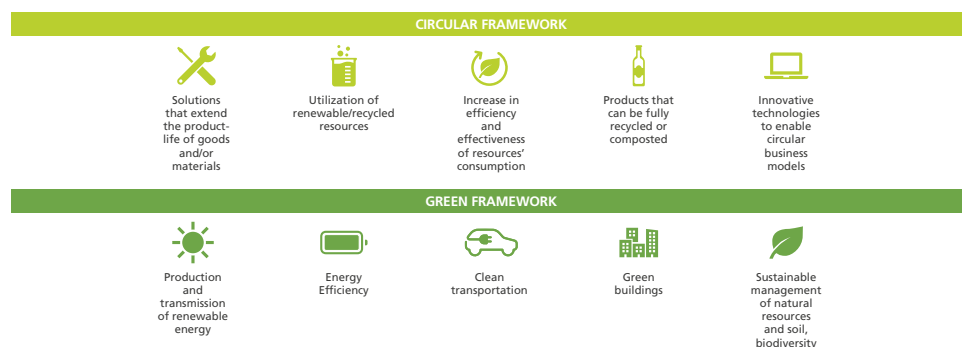 CIRCULAR FRAMEWORK
Solutions
that extend
the product-
life of goods
and/or
materials
Utilization of
renewable/recycled
resources
Increase in
efficiency
and
effectiveness
of resources’
consumption
Products that
can be fully
recycled or
composted
Innovative
technologies
to enable
circular
business
models
GREEN FRAMEWORK
Production
and
transmission
of renewable
energy
Energy
Efficiency
Clean
transportation
Green
buildings
Sustainable
management
of natural
resources
and soil,
biodiversity